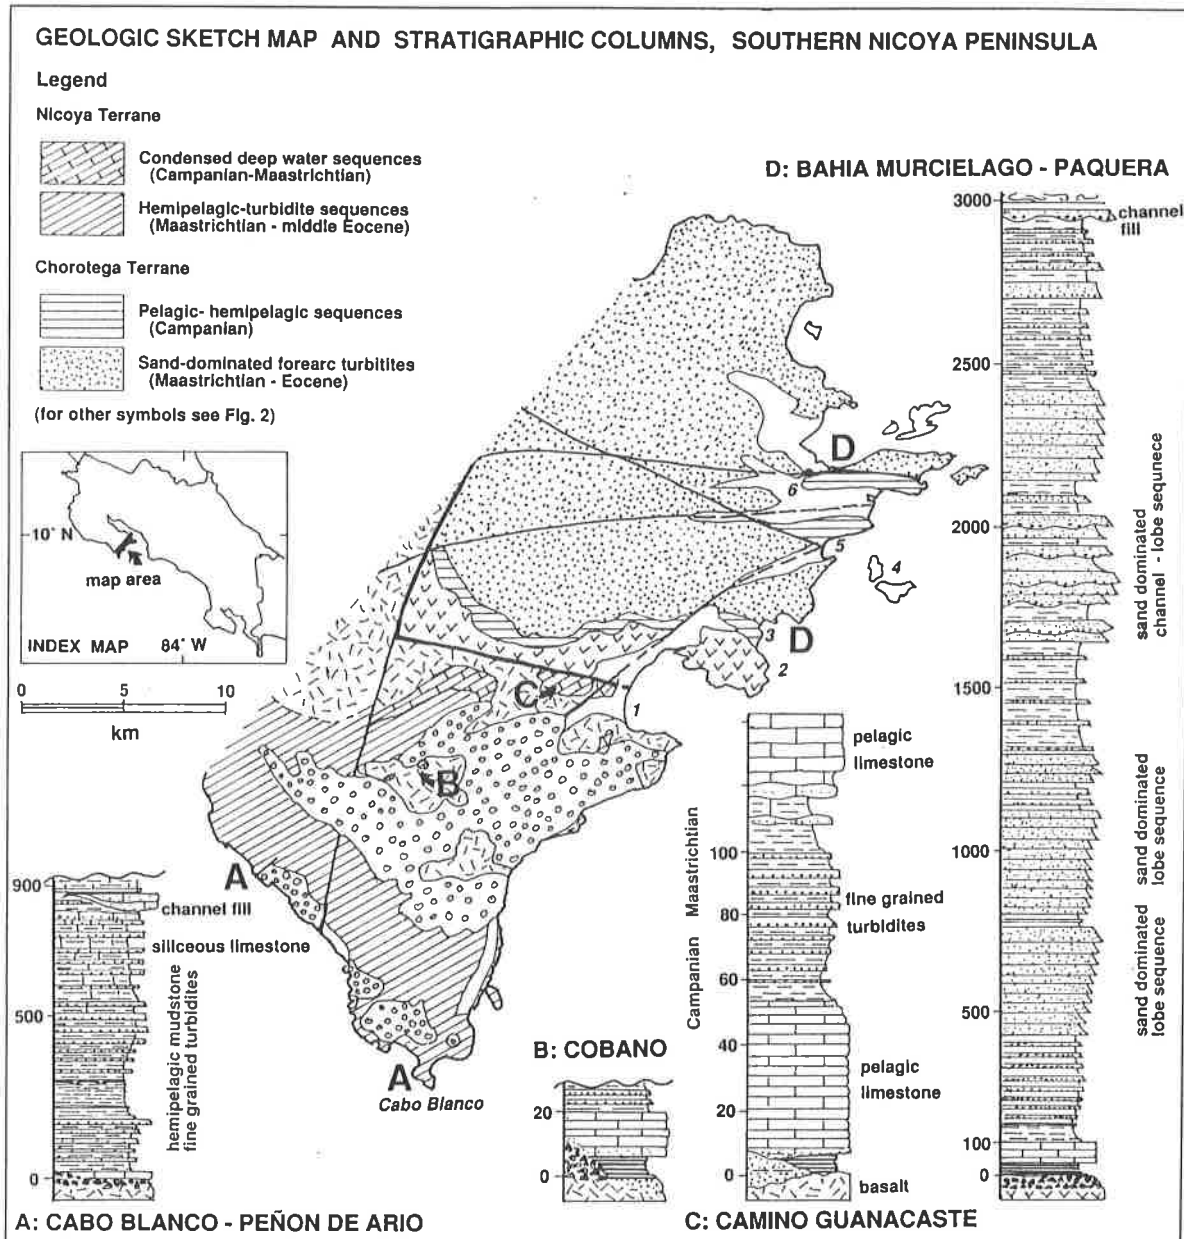 GEOLOGIC SKETCH MAP AND STRATIGRAPHIC COLUMNS, SOUTHERN NICOYA PENINSULA
Legend
Nicoya Terrane
Condensed deep water sequences
(Campanian-Maastrichtian)
Hemipelagic-turbidite sequences
(Maastrichtian - middle Eocene)
Chorotega Terrane
Pelagic- hemipelagic sequences
(Campanian)
Sand-dominated forearc turbitites
(Maastrichtian - Eocene)
(for other symbols see Fig. 2)
10° N
map area
INDEX MAP 84° W
0 5 10
km
D: BAHIA MURCIELAGO - PAQUERA
3000
channel
fill
2500
2000
1500
1000
500
100
0
sand dominated
channel - lobe sequnece
sand dominated
lobe sequence
sand dominated
lobe sequence
D
6
5
4
3
D
2
1
C
B
A
A
Cabo Blanco
900
500
0
channel fill
siliceous limestone
hemipelagic mudstone
fine grained turbidites
A: CABO BLANCO - PEÑON DE ARIO
B: COBANO
20
0
pelagic
limestone
100
80
60
40
20
0
Campanian Maastrichtian
fine grained
turbidites
pelagic
limestone
basalt
C: CAMINO GUANACASTE